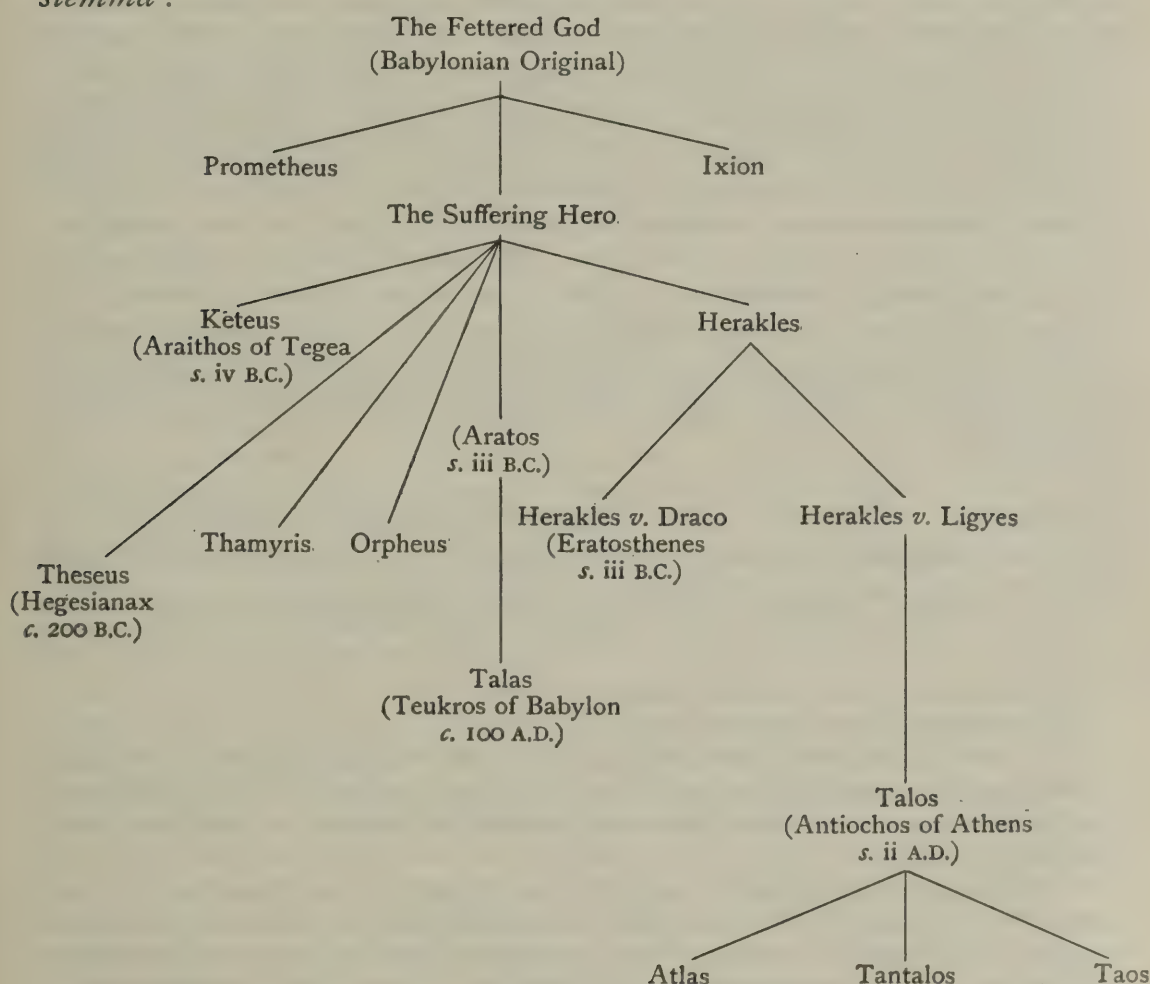 stemma :
The Fettered God
(Babylonian Original)
Prometheus
Ixion
The Suffering Hero
Keteus
(Araithos of Tegea
s. iv B.C.)
Herakles
(Aratos
s. iii B.C.)
Herakles v. Draco
(Eratosthenes
s. iii B.C.)
Herakles v. Ligyes
Thamyris
Orpheus
Theseus
(Hegesianax
c. 200 B.C.)
Talas
(Teukros of Babylon
c. 100 A.D.)
Talos
(Antiochos of Athens
s. ii A.D.)
Atlas
Tantalos
Taos